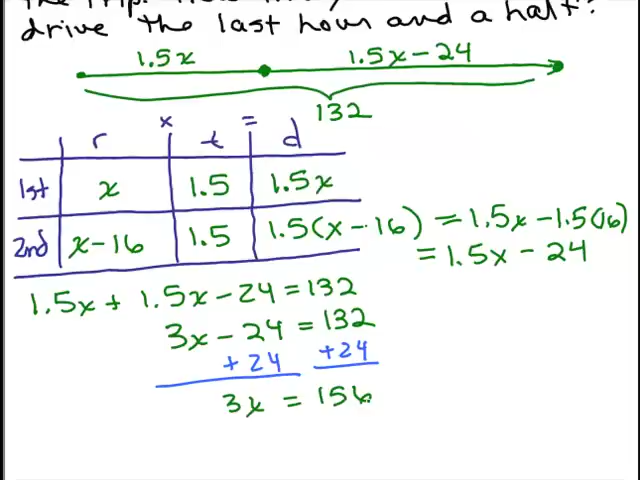 drive the last hour and a half?
1.5x 1.5x-24
132
r x t = d
1st x 1.5 1.5x
2nd x-16 1.5 1.5(x-16) = 1.5x-1.5(16)
= 1.5x-24
1.5x + 1.5x-24 = 132
3x-24 = 132
+24 +24
3x = 156